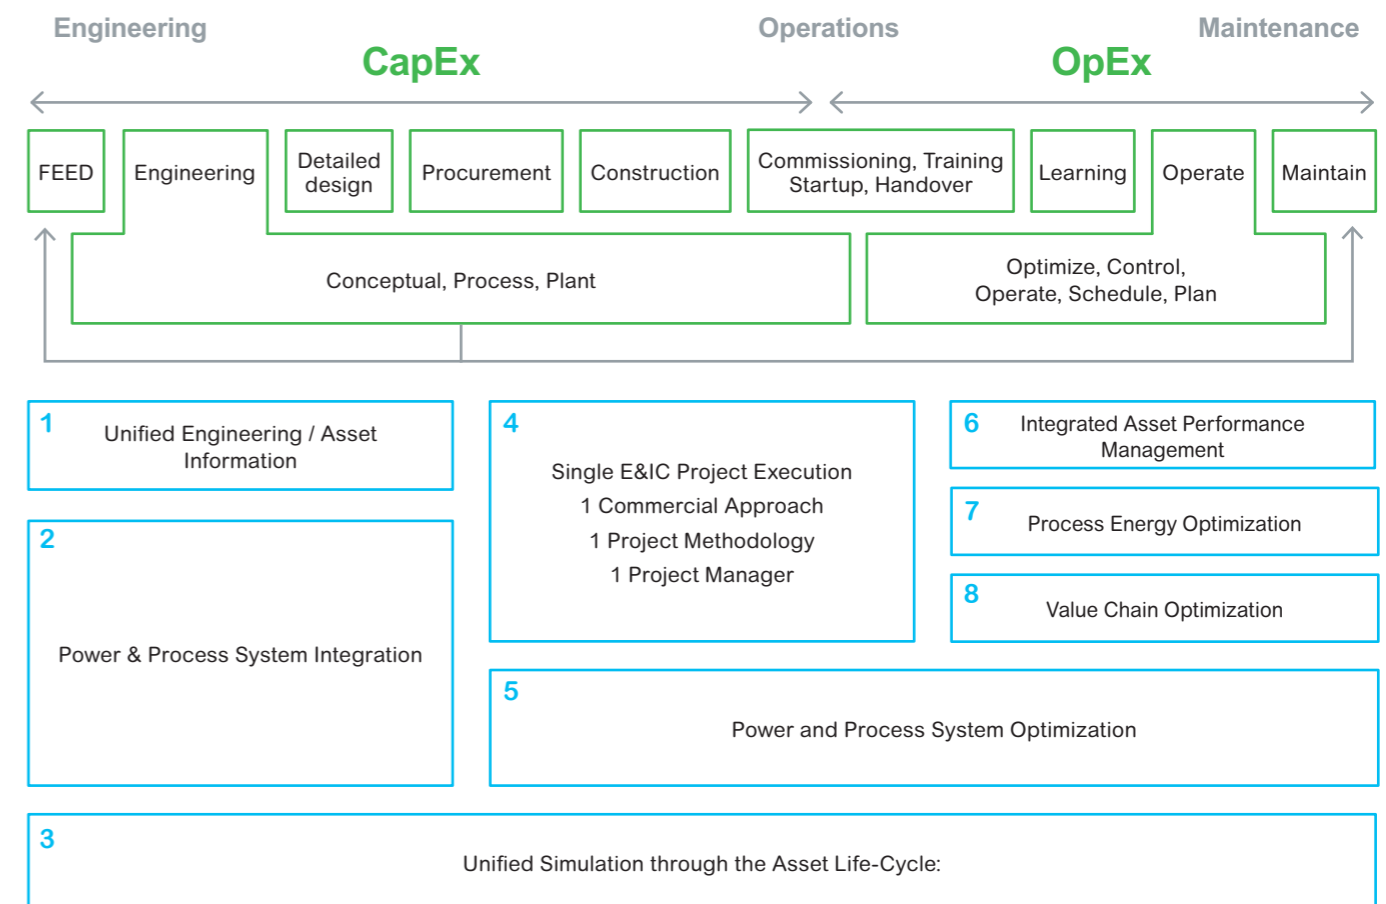 Engineering
Operations
Maintenance
CapEx
OpEx
FEED
Engineering
Detailed
design
Procurement
Construction
Commissioning, Training
Startup, Handover
Learning
Operate
Maintain
Conceptual, Process, Plant
Optimize, Control,
Operate, Schedule, Plan
1
Unified Engineering / Asset
Information
2
Power & Process System Integration
4
Single E&IC Project Execution
1 Commercial Approach
1 Project Methodology
1 Project Manager
6
Integrated Asset Performance
Management
7
Process Energy Optimization
8
Value Chain Optimization
5
Power and Process System Optimization
3
Unified Simulation through the Asset Life-Cycle: